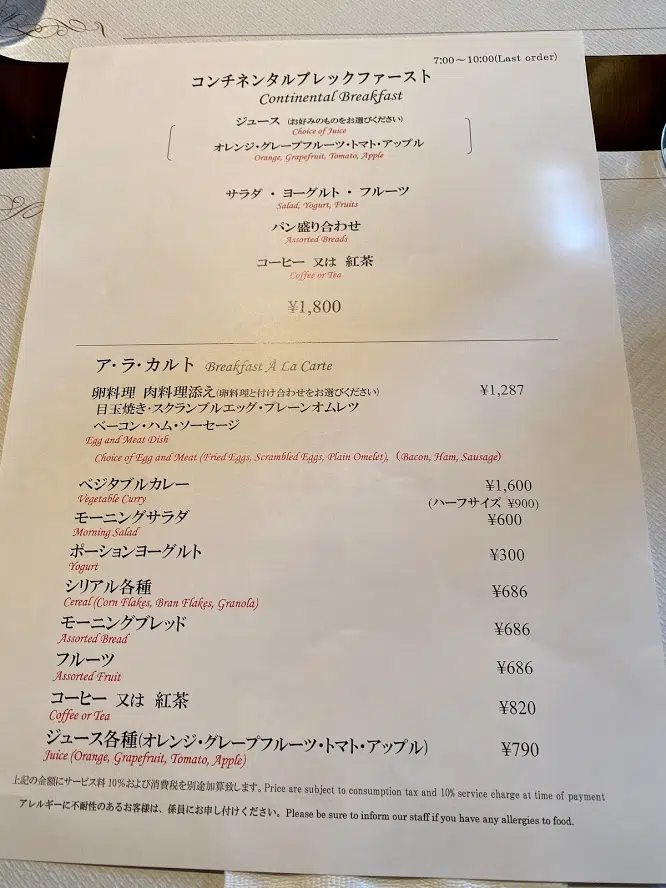 7:00～10:00(Last order)
コンチネンタルブレックファースト
Continental Breakfast
ジュース (お好みのものをお選びください)
Choice of Juice
オレンジ・グレープフルーツ・トマト・アップル
Orange, Grapefruit, Tomato, Apple
サラダ ・ ヨーグルト ・ フルーツ
Salad, Yogurt, Fruits
パン盛り合わせ
Assorted Breads
コーヒー 又は 紅茶
Coffee or Tea
¥1,800
ア・ラ・カルト Breakfast À La Carte
卵料理 肉料理添え(卵料理と付け合わせをお選びください) ¥1,287
目玉焼き・スクランブルエッグ・プレーンオムレツ
ベーコン・ハム・ソーセージ
Egg and Meat Dish
Choice of Egg and Meat (Fried Eggs, Scrambled Eggs, Plain Omelet), (Bacon, Ham, Sausage)
ベジタブルカレー ¥1,600
Vegetable Curry (ハーフサイズ ¥900)
モーニングサラダ ¥600
Morning Salad
ポーションヨーグルト ¥300
Yogurt
シリアル各種 ¥686
Cereal (Corn Flakes, Bran Flakes, Granola)
モーニングブレッド ¥686
Assorted Bread
フルーツ ¥686
Assorted Fruit
コーヒー 又は 紅茶 ¥820
Coffee or Tea
ジュース各種(オレンジ・グレープフルーツ・トマト・アップル) ¥790
Juice (Orange, Grapefruit, Tomato, Apple)
上記の金額にサービス料10%および消費税を別途加算致します。Price are subject to consumption tax and 10% service charge at time of payment
アレルギーに不耐性のあるお客様は、係員にお申し付けください。Please be sure to inform our staff if you have any allergies to food.